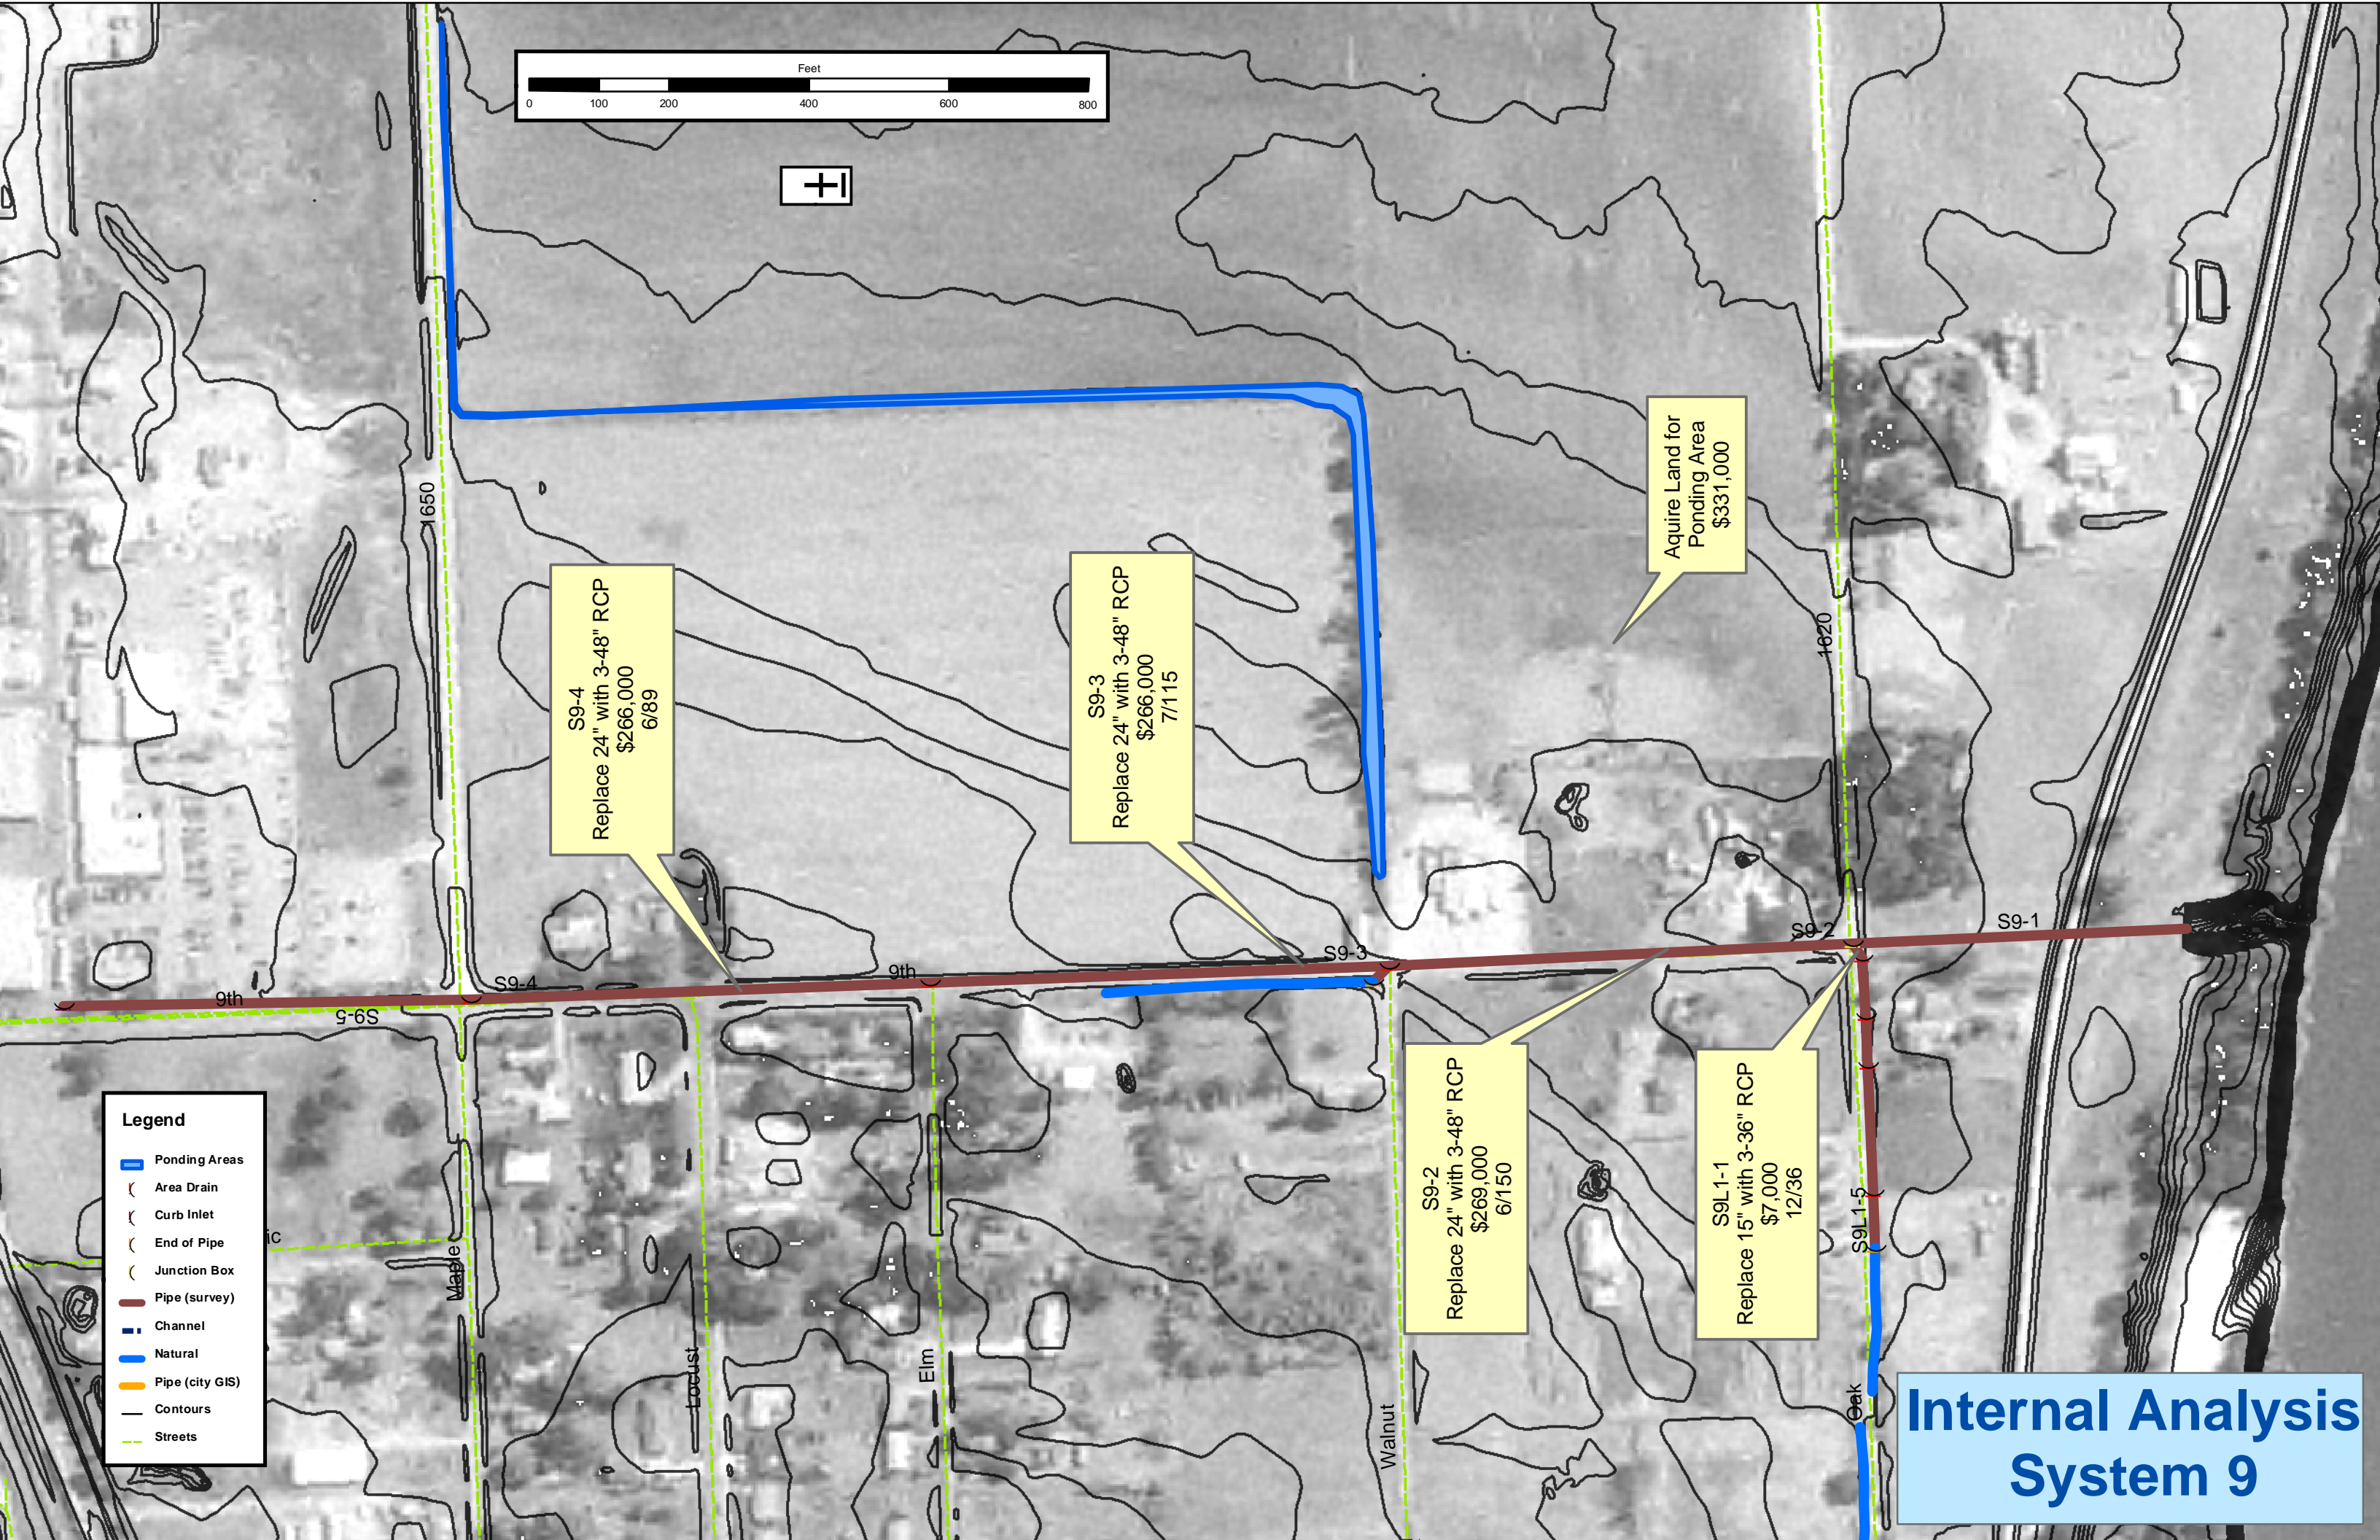 Feet
0 100 200 400 600 800
1650
1620
Aquire Land for
Ponding Area
$331,000
S9-4
Replace 24" with 3-48" RCP
$266,000
6/89
S9-3
Replace 24" with 3-48" RCP
$266,000
7/115
S9-2
Replace 24" with 3-48" RCP
$269,000
6/150
S9L1-1
Replace 15" with 3-36" RCP
$7,000
12/36
9th
S9-5
S9-4
9th
S9-3
S9-2
S9-1
S9L1-5
Maple
Locust
Elm
Walnut
Oak
ic
Legend
Ponding Areas
Area Drain
Curb Inlet
End of Pipe
Junction Box
Pipe (survey)
Channel
Natural
Pipe (city GIS)
Contours
Streets
Internal Analysis
System 9